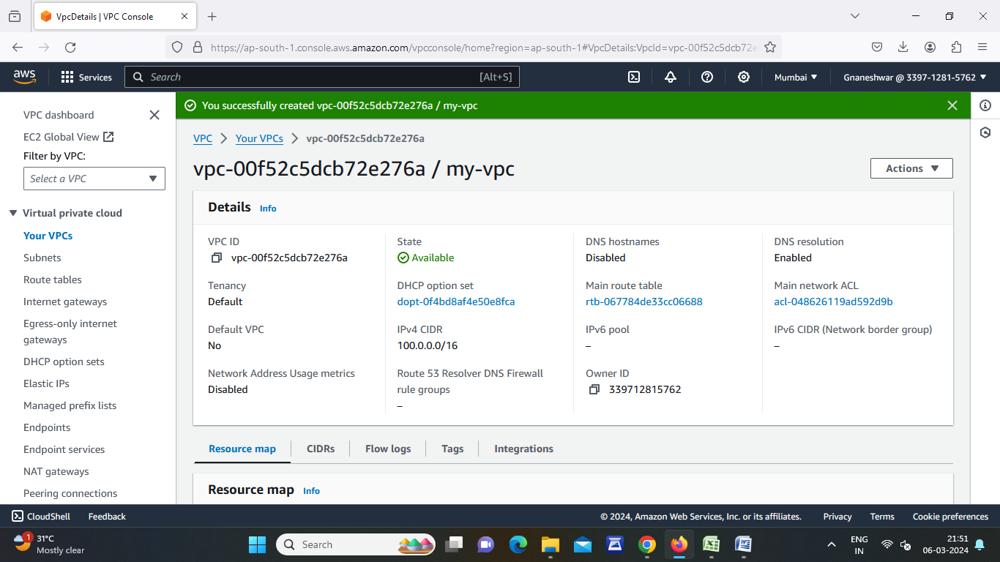 VpcDetails | VPC Console
https://ap-south-1.console.aws.amazon.com/vpcconsole/home?region=ap-south-1#VpcDetails:VpcId=vpc-00f52c5dcb72e
aws
Services
Search
[Alt+S]
Mumbai
Gnaneshwar @ 3397-1281-5762
VPC dashboard
EC2 Global View
Filter by VPC:
Select a VPC
Virtual private cloud
Your VPCs
Subnets
Route tables
Internet gateways
Egress-only internet
gateways
DHCP option sets
Elastic IPs
Managed prefix lists
Endpoints
Endpoint services
NAT gateways
Peering connections
You successfully created vpc-00f52c5dcb72e276a / my-vpc
VPC
Your VPCs
vpc-00f52c5dcb72e276a
vpc-00f52c5dcb72e276a / my-vpc
Actions
Details Info
VPC ID
vpc-00f52c5dcb72e276a
State
Available
DNS hostnames
Disabled
DNS resolution
Enabled
Tenancy
Default
DHCP option set
dopt-0f4bd8af4e50e8fca
Main route table
rtb-067784de33cc06688
Main network ACL
acl-048626119ad592d9b
Default VPC
No
IPv4 CIDR
100.0.0.0/16
IPv6 pool
–
IPv6 CIDR (Network border group)
–
Network Address Usage metrics
Disabled
Route 53 Resolver DNS Firewall
rule groups
–
Owner ID
339712815762
Resource map
CIDRs
Flow logs
Tags
Integrations
Resource map Info
CloudShell
Feedback
© 2024, Amazon Web Services, Inc. or its affiliates.
Privacy
Terms
Cookie preferences
1
31°C
Mostly clear
Search
ENG
IN
21:51
06-03-2024